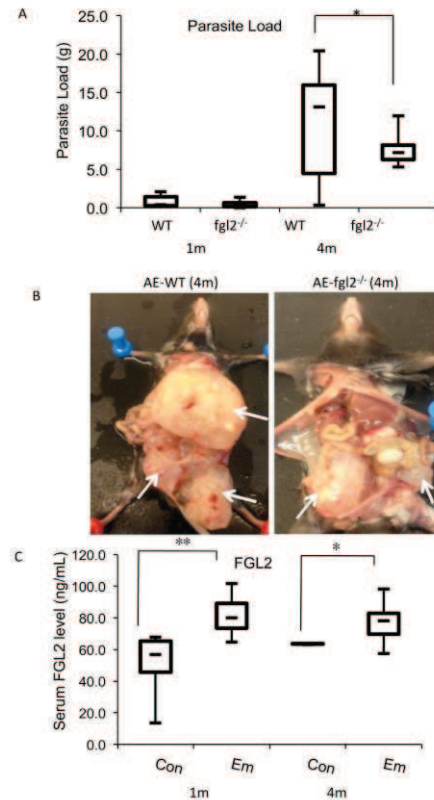 A
Parasite Load
*
Parasite Load (g)
25.0
20.0
15.0
10.0
5.0
0.0
WT fgl2-/- WT fgl2-/-
1m 4m
B
AE-WT (4m) AE-fgl2-/- (4m)
C
** FGL2 *
Serum FGL2 level (ng/mL)
120.0
100.0
80.0
60.0
40.0
20.0
0.0
Con Em Con Em
1m 4m